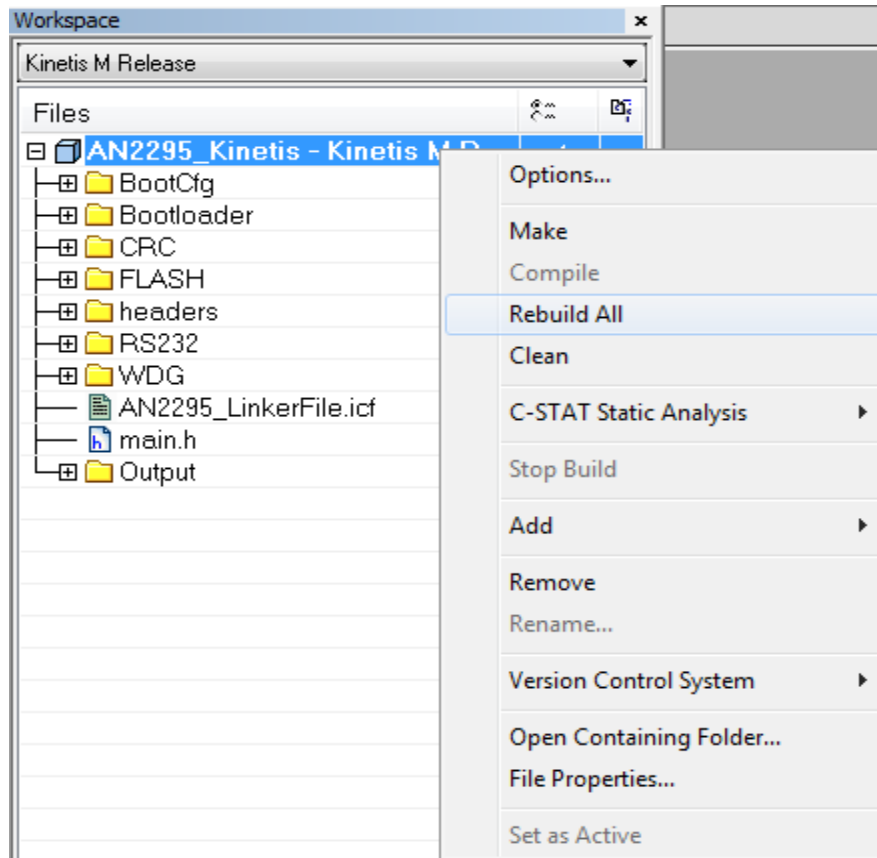 Workspace
Kinetis M Release
Files
AN2295_Kinetis - Kinetis M
BootCfg
Bootloader
CRC
FLASH
headers
RS232
WDG
AN2295_LinkerFile.icf
main.h
Output
Options...
Make
Compile
Rebuild All
Clean
C-STAT Static Analysis
Stop Build
Add
Remove
Rename...
Version Control System
Open Containing Folder...
File Properties...
Set as Active